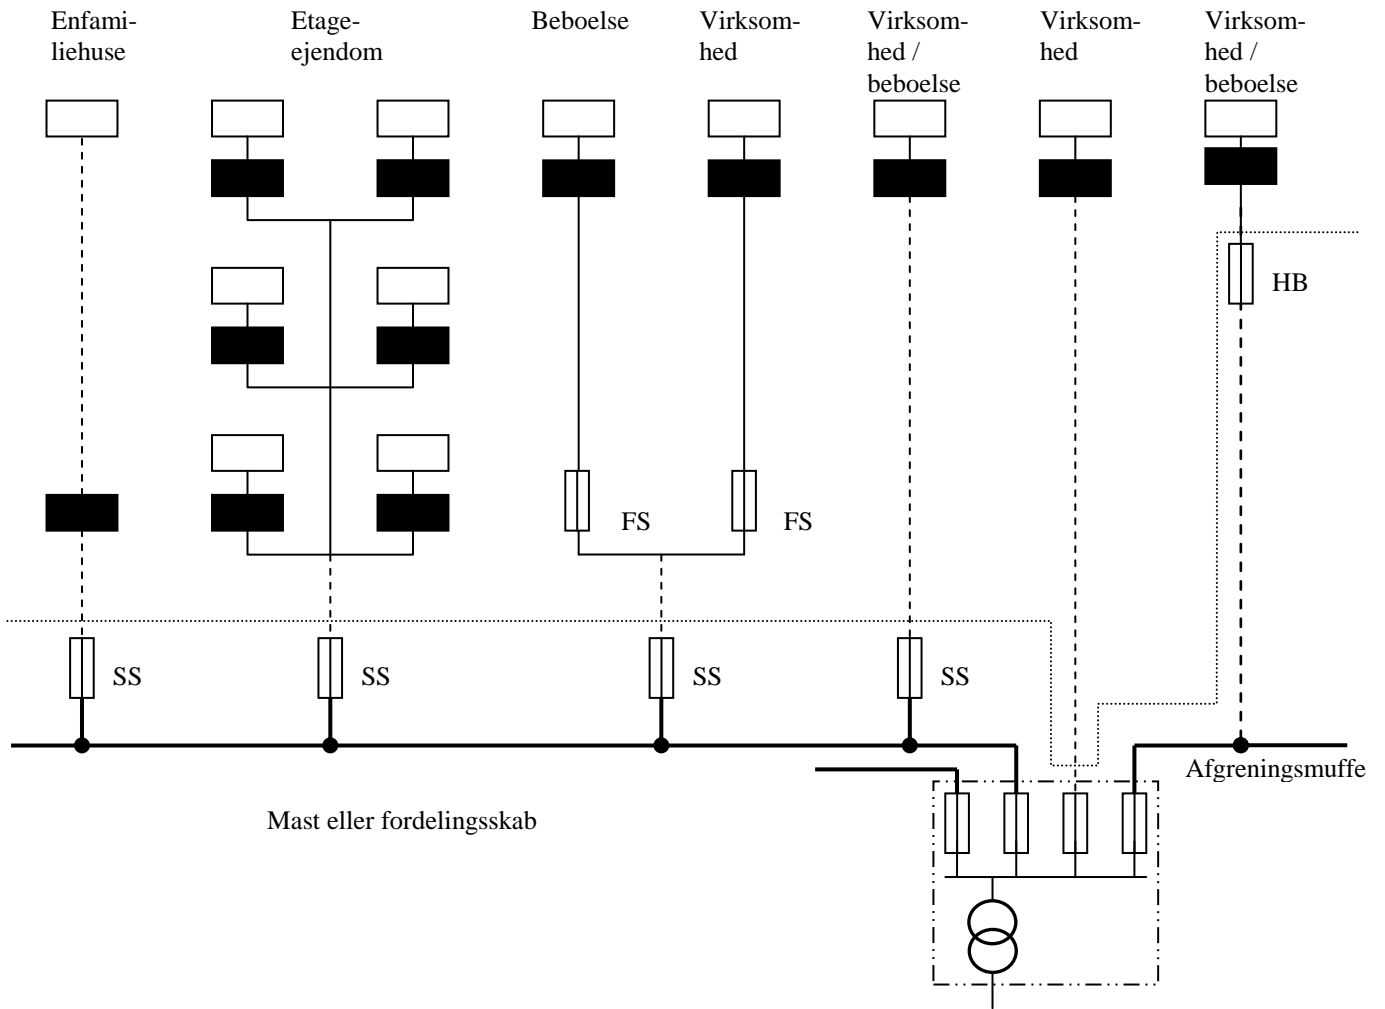 Enfami-
liehuse
Etage-
ejendom
Beboelse
Virksom-
hed
Virksom-
hed /
beboelse
Virksom-
hed
Virksom-
hed /
beboelse
HB
FS
FS
SS
SS
SS
SS
Afgreningsmuffe
Mast eller fordelingsskab